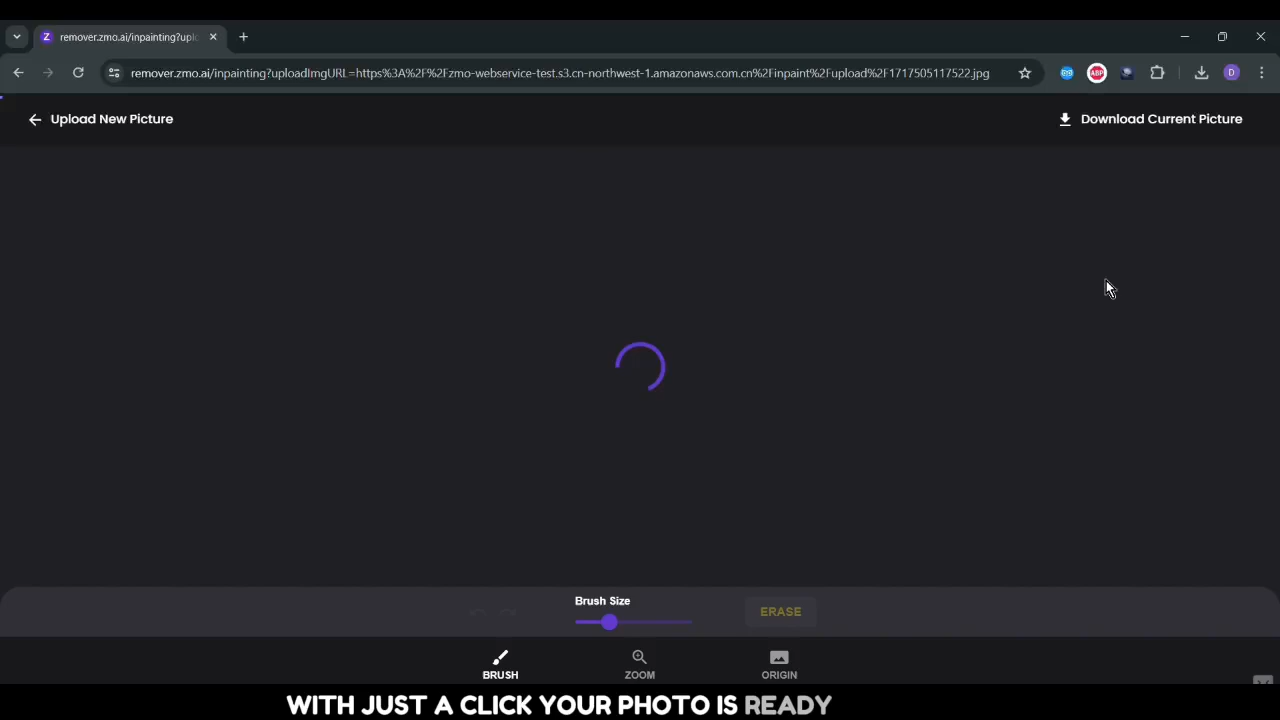 Z remover.zmo.ai/inpainting?uplo
remover.zmo.ai/inpainting?uploadImgURL=https%3A%2F%2Fzmo-webservice-test.s3.cn-northwest-1.amazonaws.com.cn%2Finpaint%2Fupload%2F1717505117522.jpg
ABP
D
Upload New Picture
Download Current Picture
Brush Size
ERASE
BRUSH
ZOOM
ORIGIN
WITH JUST A CLICK YOUR PHOTO IS READY